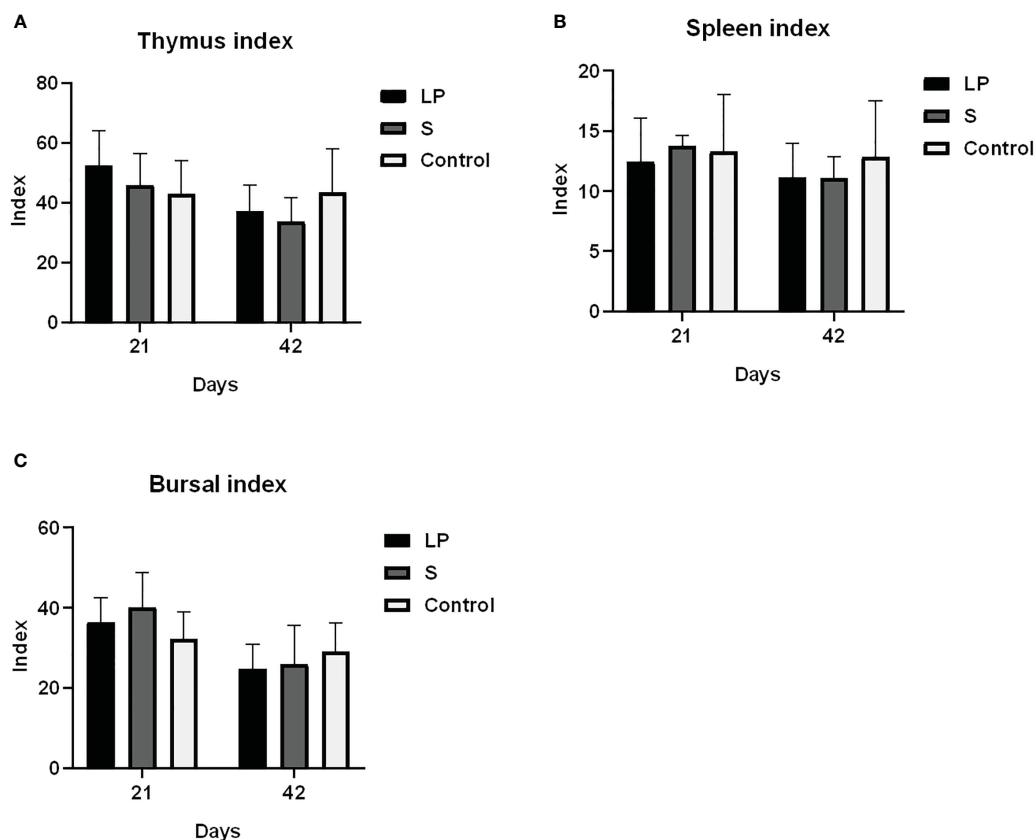 A
Thymus index
80
60
40
20
0
Index
21
42
Days
LP
S
Control
B
Spleen index
20
15
10
5
0
Index
21
42
Days
LP
S
Control
C
Bursal index
60
40
20
0
Index
21
42
Days
LP
S
Control